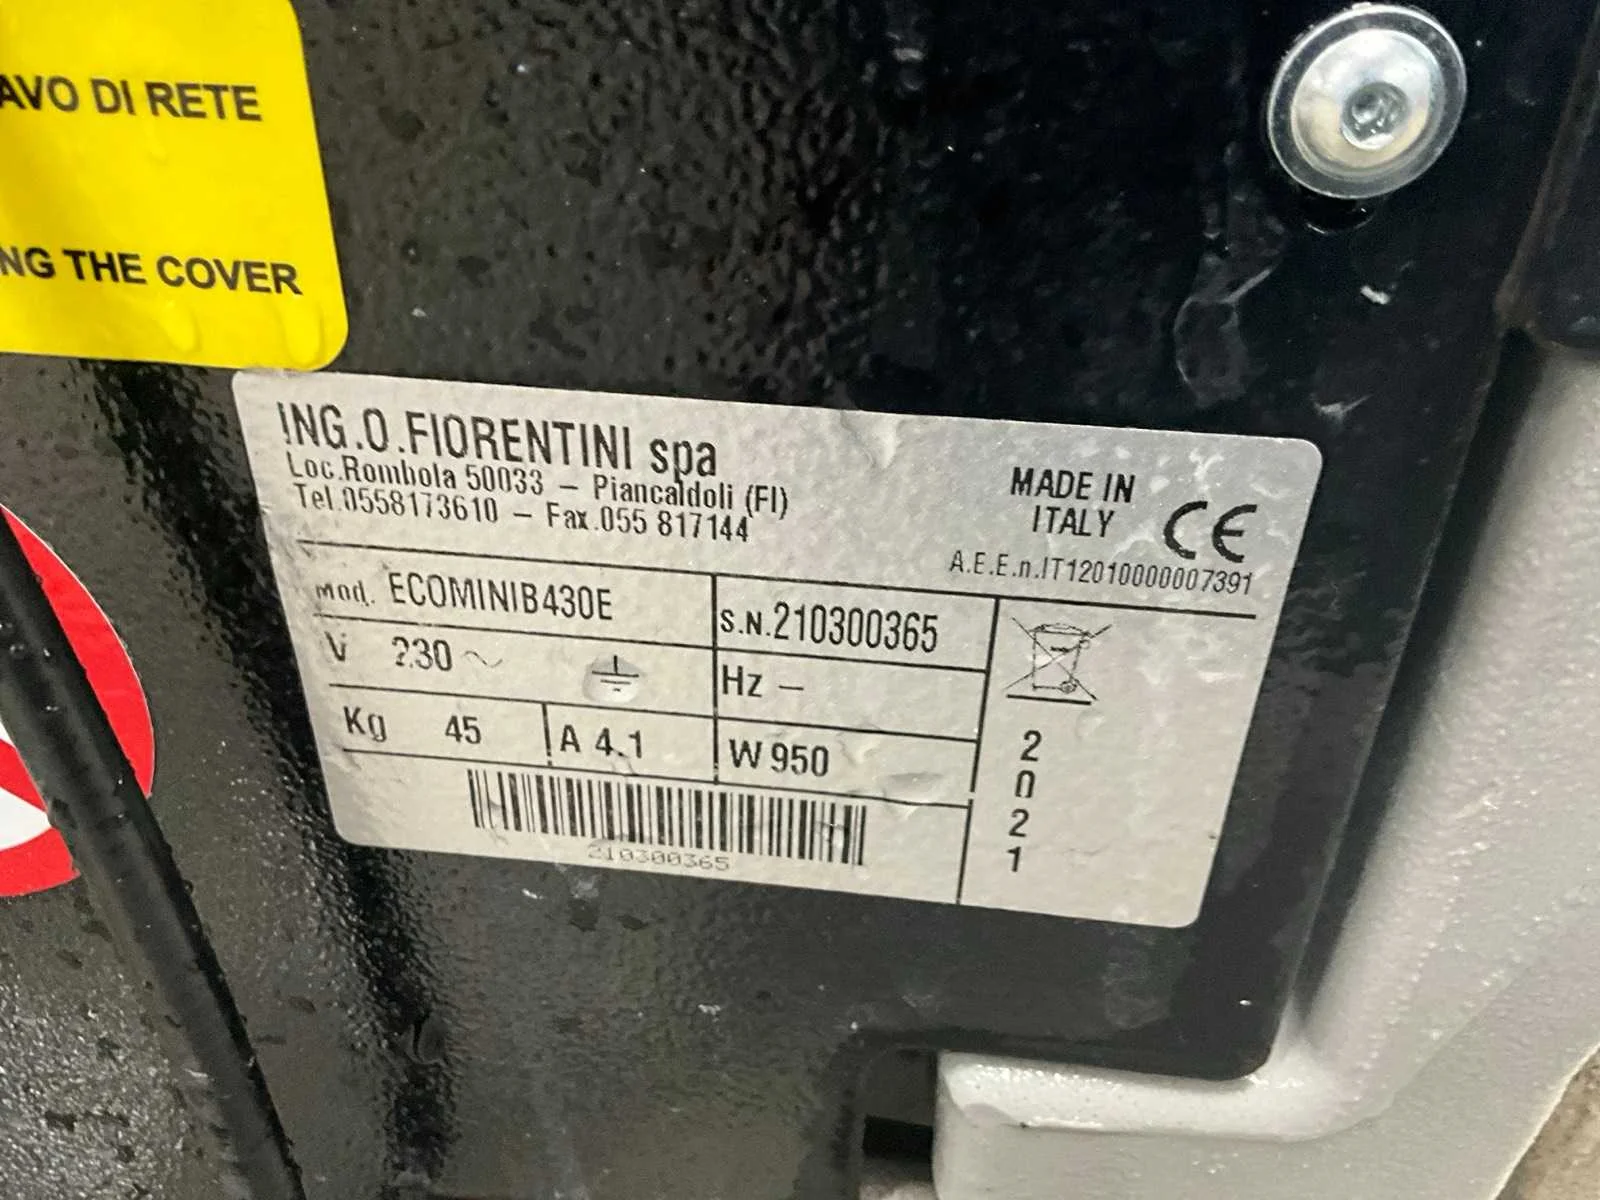 AVO DI RETE
NG THE COVER
ING.O.FIORENTINI spa
Loc.Rombola 50033 – Piancaldoli (FI)
Tel.0558173610 – Fax.055 817144
MADE IN
ITALY
CE
A.E.E.n.IT12010000007391
mod. ECOMINIB430E
S.N.210300365
V 230 ~
Hz –
Kg 45
A 4.1
W 950
210300365
2
0
2
1